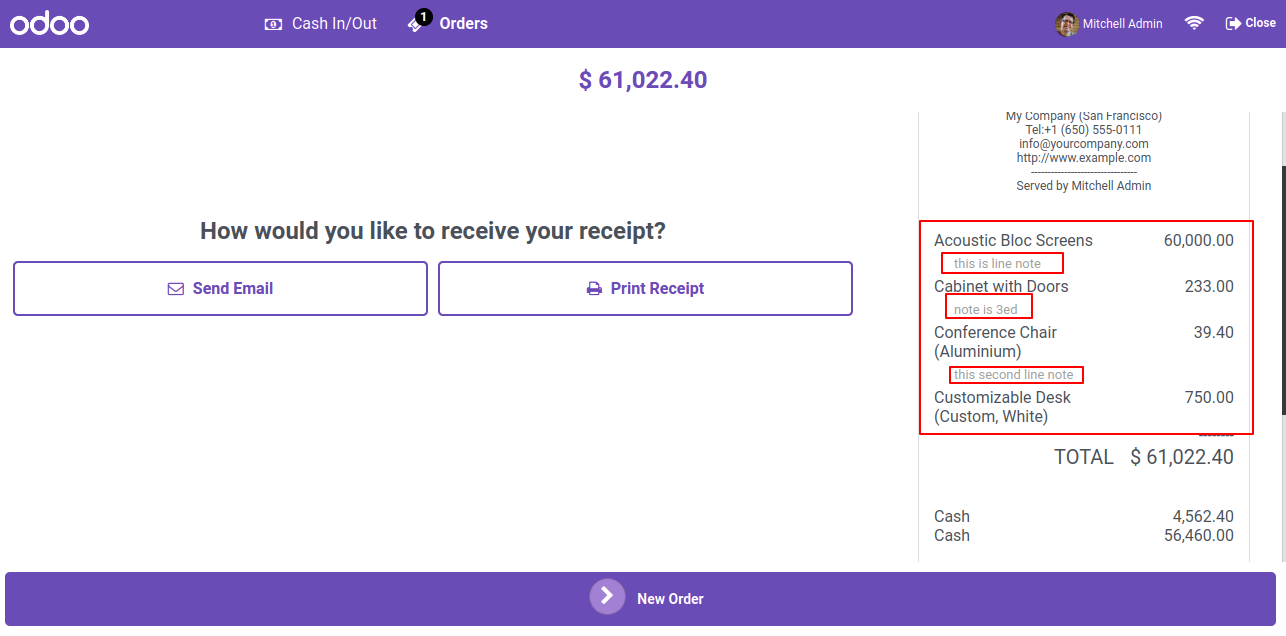 odoo
Cash In/Out
1
Orders
Mitchell Admin
Close
$ 61,022.40
My Company (San Francisco)
Tel:+1 (650) 555-0111
info@yourcompany.com
http://www.example.com
--------------------------------
Served by Mitchell Admin
How would you like to receive your receipt?
Send Email
Print Receipt
Acoustic Bloc Screens 60,000.00
this is line note
Cabinet with Doors 233.00
note is 3ed
Conference Chair 39.40
(Aluminium)
this second line note
Customizable Desk 750.00
(Custom, White)
--------
TOTAL $ 61,022.40
Cash 4,562.40
Cash 56,460.00
New Order